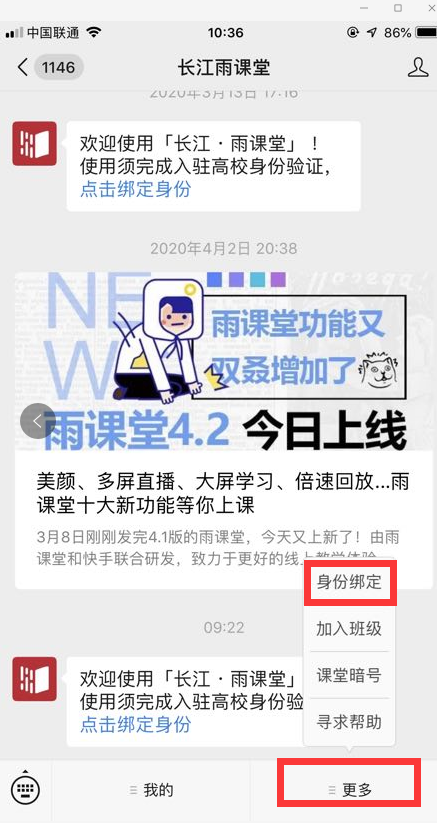 中国联通
10:36
86%
1146
长江雨课堂
2020年3月13日 17:16
欢迎使用「长江·雨课堂」！
使用须完成入驻高校身份验证，
点击绑定身份
2020年4月2日 20:38
NE
W
雨课堂功能又
双叒增加了
雨课堂4.2 今日上线
美颜、多屏直播、大屏学习、倍速回放...雨
课堂十大新功能等你上课
3月8日刚刚发完4.1版的雨课堂，今天又上新了！由雨
课堂和快手联合研发，致力于更好的线上教学体验
身份绑定
加入班级
课堂暗号
寻求帮助
09:22
欢迎使用「长江·雨课堂」
使用须完成入驻高校身份验
点击绑定身份
我的
更多